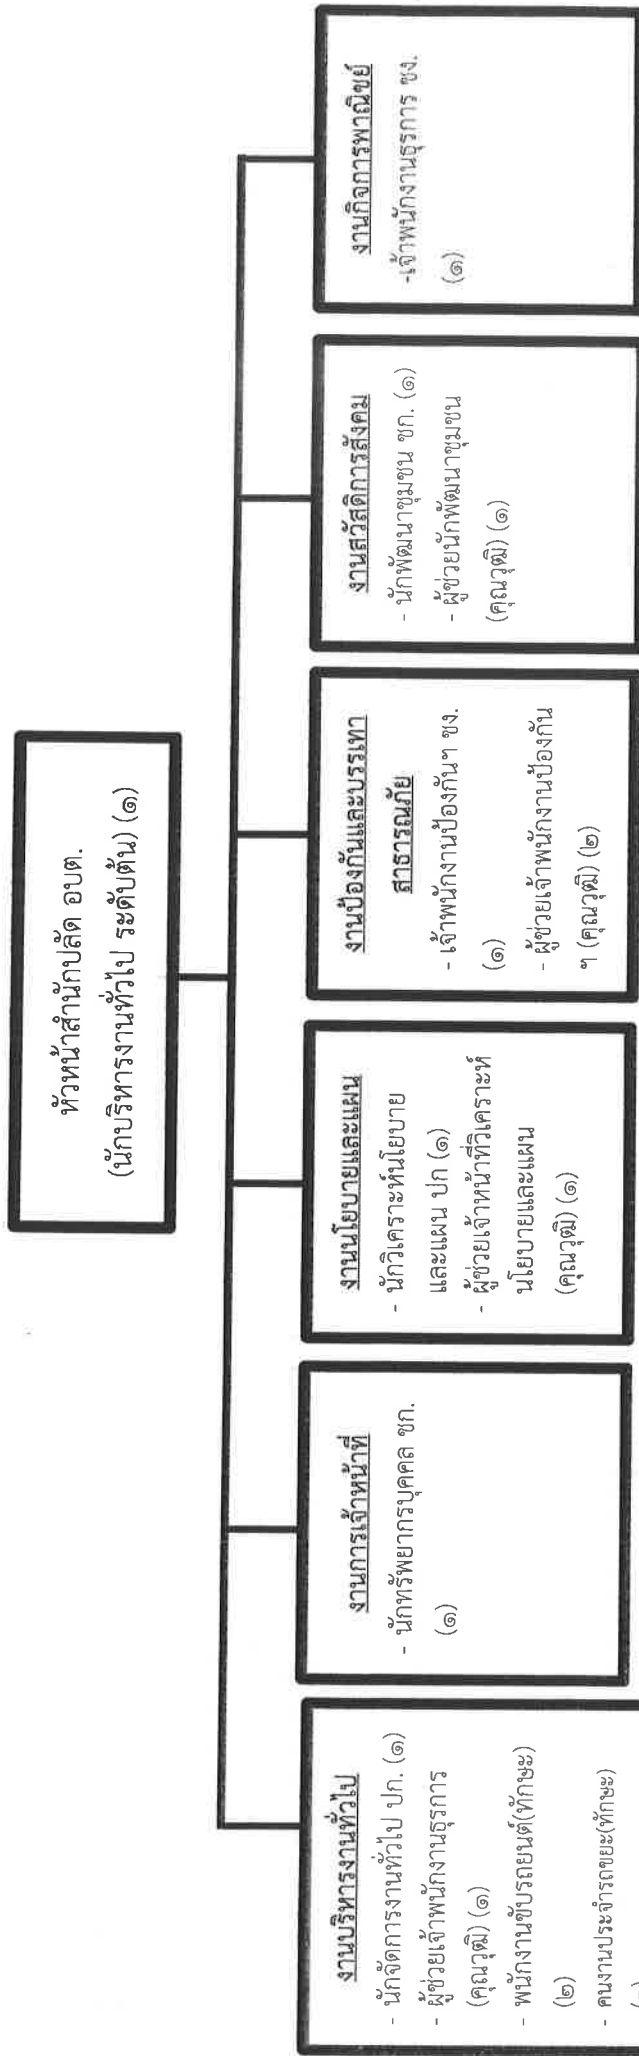 หัวหน้าสำนักปลัด อบต.
(นักบริหารงานทั่วไป ระดับต้น) (๑)
งานบริหารงานทั่วไป
- นักจัดการงานทั่วไป ปก. (๑)
- ผู้ช่วยเจ้าพนักงานธุรการ
(คุณวุฒิ) (๑)
- พนักงานขับรถยนต์(ทักษะ)
(๒)
- คนงานประจำรถขยะ(ทักษะ)
งานการเจ้าหน้าที่
- นักทรัพยากรบุคคล ชก.
(๑)
งานนโยบายและแผน
- นักวิเคราะห์นโยบาย
และแผน ปก (๑)
- ผู้ช่วยเจ้าหน้าที่วิเคราะห์
นโยบายและแผน
(คุณวุฒิ) (๑)
งานป้องกันและบรรเทา
สาธารณภัย
- เจ้าพนักงานป้องกันฯ ชง.
(๑)
- ผู้ช่วยเจ้าพนักงานป้องกัน
ฯ (คุณวุฒิ) (๒)
งานสวัสดิการสังคม
- นักพัฒนาชุมชน ชก. (๑)
- ผู้ช่วยนักพัฒนาชุมชน
(คุณวุฒิ) (๑)
งานกิจการพาณิชย์
-เจ้าพนักงานธุรการ ชง.
(๑)